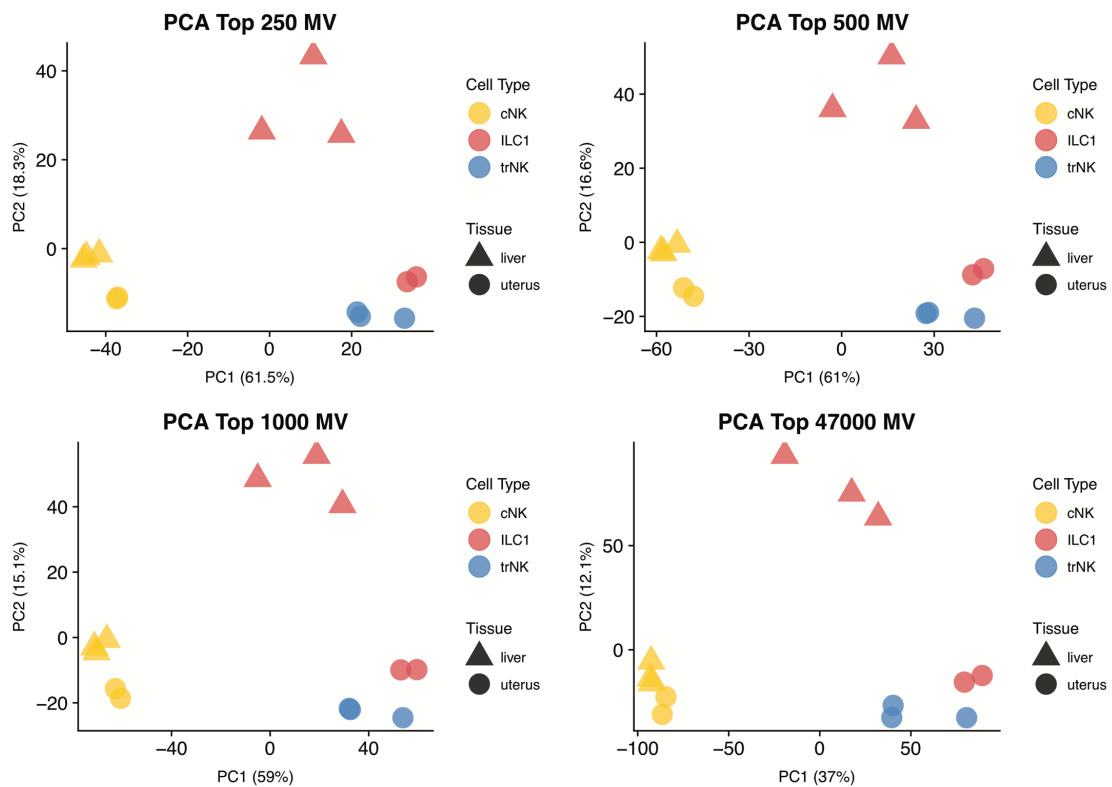 PCA Top 250 MV
PC2 (18.3%)
40
20
0
−40
−20
0
20
PC1 (61.5%)
Cell Type
cNK
ILC1
trNK
Tissue
liver
uterus
PCA Top 500 MV
PC2 (16.6%)
40
20
0
−20
−60
−30
0
30
PC1 (61%)
Cell Type
cNK
ILC1
trNK
Tissue
liver
uterus
PCA Top 1000 MV
PC2 (15.1%)
40
20
0
−20
−40
0
40
PC1 (59%)
Cell Type
cNK
ILC1
trNK
Tissue
liver
uterus
PCA Top 47000 MV
PC2 (12.1%)
50
0
−100
−50
0
50
PC1 (37%)
Cell Type
cNK
ILC1
trNK
Tissue
liver
uterus